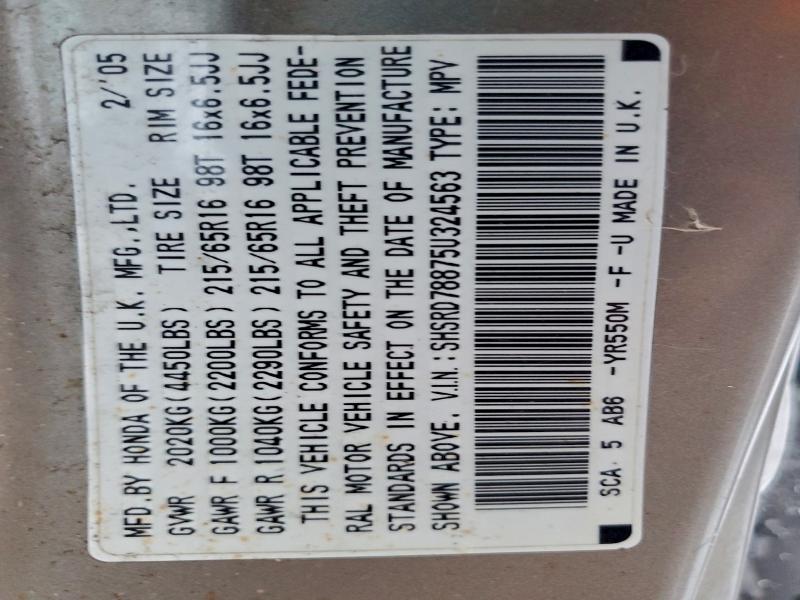 MFD.BY HONDA OF THE U.K. MFG.,LTD. 2/'05
GVWR 2020KG(4450LBS) TIRE SIZE RIM SIZE
GAWR F 1000KG(2200LBS) 215/65R16 98T 16x6.5JJ
GAWR R 1040KG(2290LBS) 215/65R16 98T 16x6.5JJ
THIS VEHICLE CONFORMS TO ALL APPLICABLE FEDE-
RAL MOTOR VEHICLE SAFETY AND THEFT PREVENTION
STANDARDS IN EFFECT ON THE DATE OF MANUFACTURE
SHOWN ABOVE. V.I.N.:SHSRD78875U324563 TYPE: MPV
SCA 5 AB6 -YR550M -F -U MADE IN U.K.